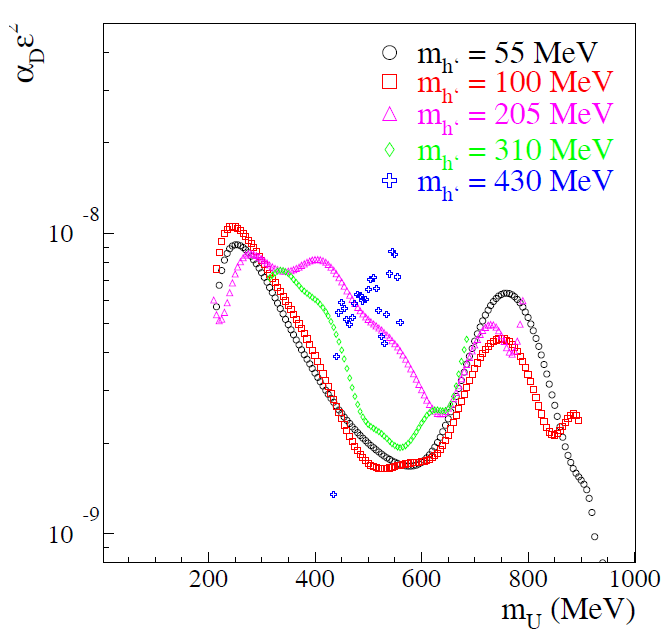 α_D ε²
m_h‘ = 55 MeV
m_h‘ = 100 MeV
m_h‘ = 205 MeV
m_h‘ = 310 MeV
m_h‘ = 430 MeV
10^-8
10^-9
200 400 600 800 1000
m_U (MeV)